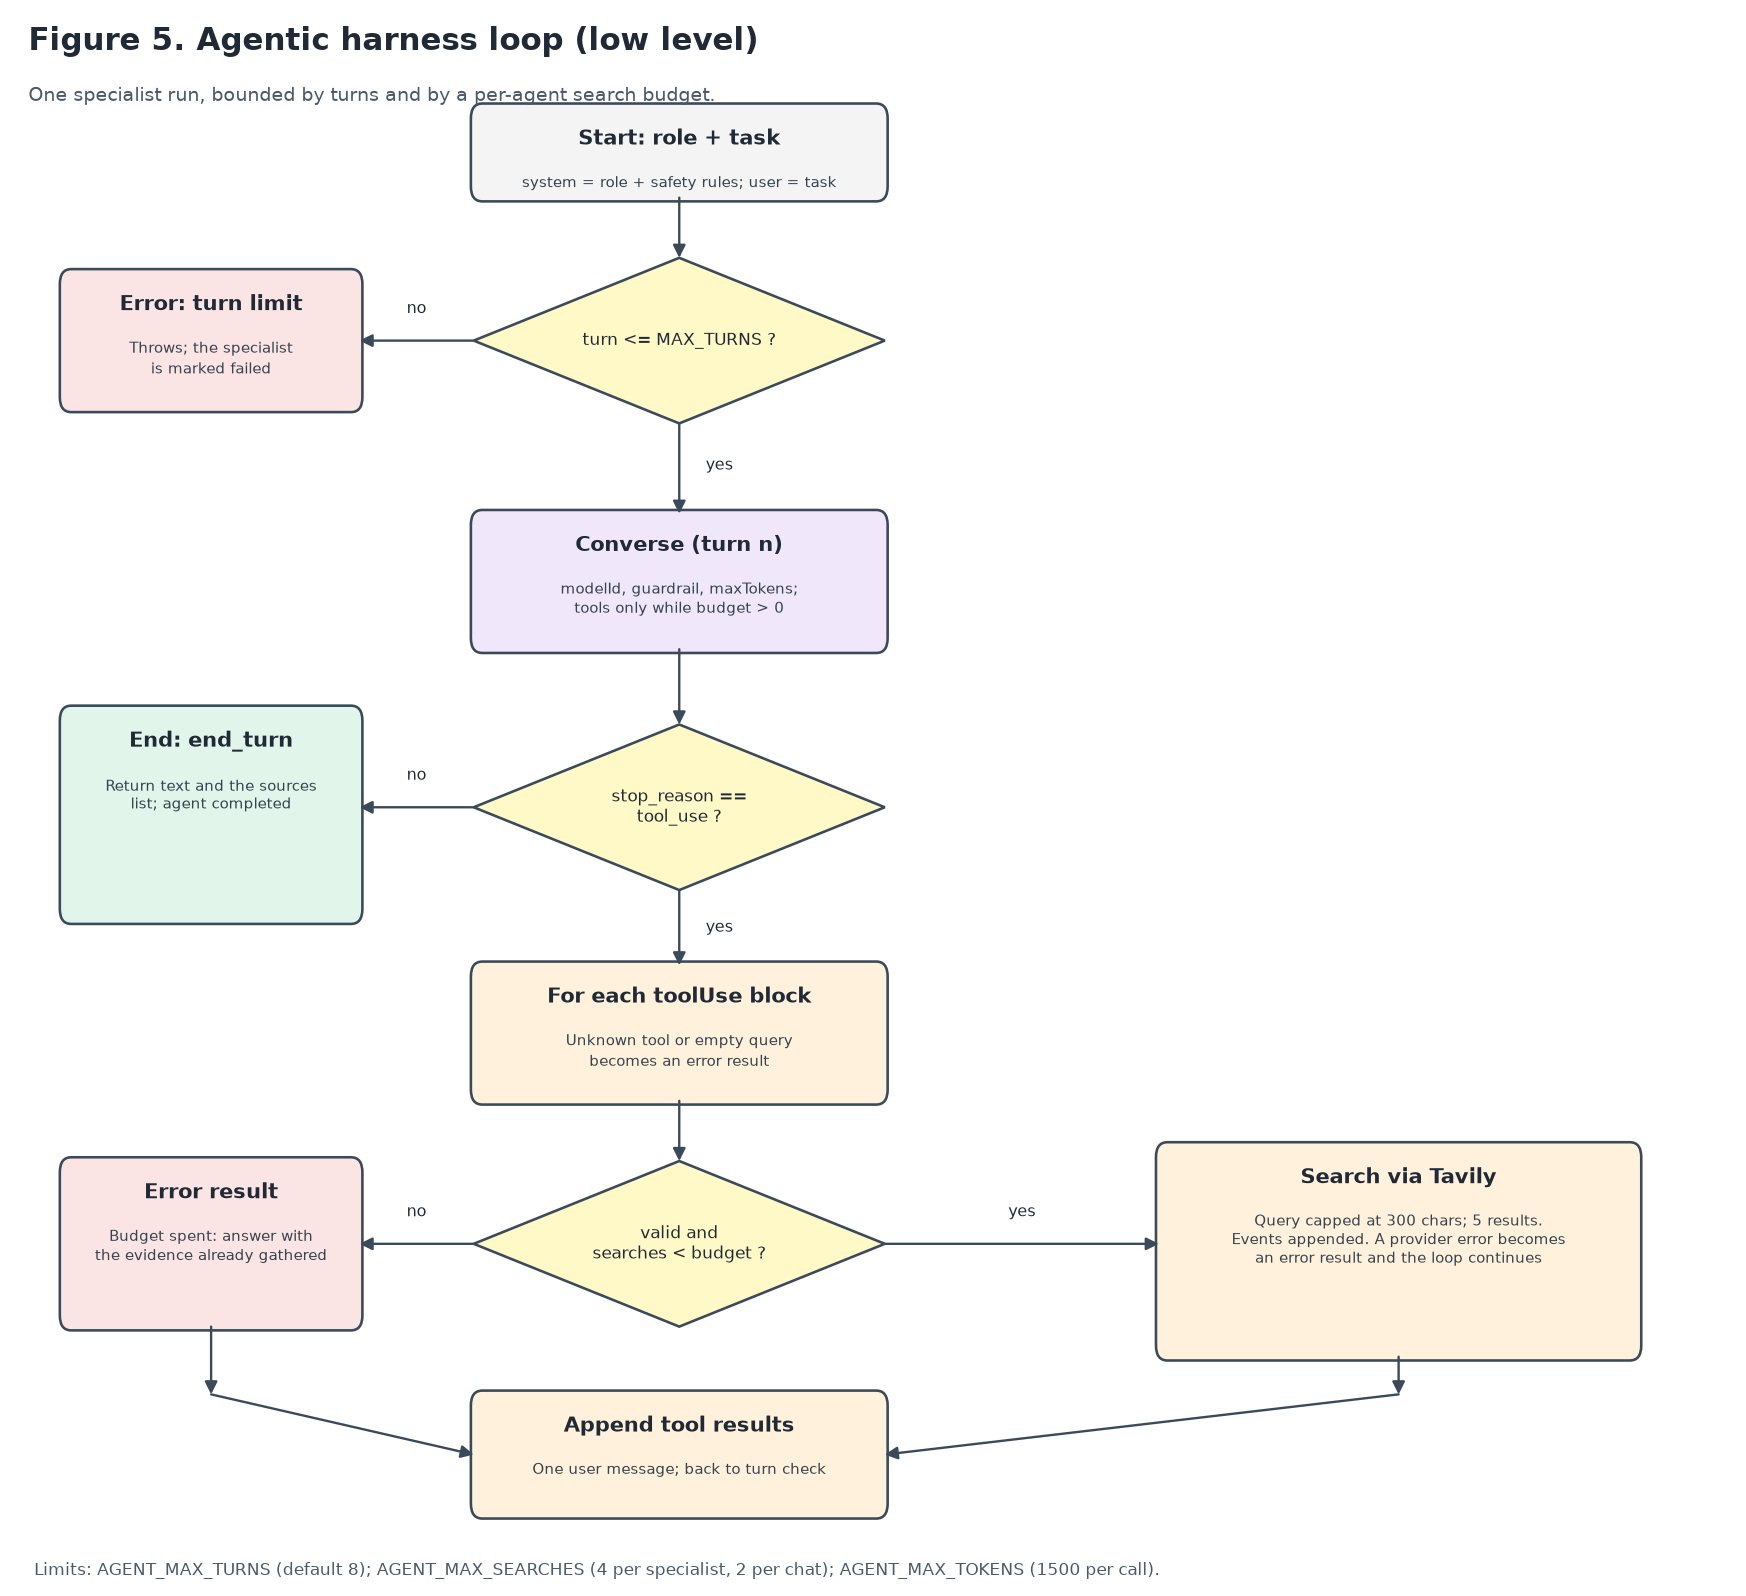 Figure 5. Agentic harness loop (low level)
One specialist run, bounded by turns and by a per-agent search budget.
Start: role + task
system = role + safety rules; user = task
Error: turn limit
Throws; the specialist
is marked failed
no
turn <= MAX_TURNS ?
yes
Converse (turn n)
modelId, guardrail, maxTokens;
tools only while budget > 0
End: end_turn
Return text and the sources
list; agent completed
no
stop_reason ==
tool_use ?
yes
For each toolUse block
Unknown tool or empty query
becomes an error result
Error result
Budget spent: answer with
the evidence already gathered
no
valid and
searches < budget ?
yes
Search via Tavily
Query capped at 300 chars; 5 results.
Events appended. A provider error becomes
an error result and the loop continues
Append tool results
One user message; back to turn check
Limits: AGENT_MAX_TURNS (default 8); AGENT_MAX_SEARCHES (4 per specialist, 2 per chat); AGENT_MAX_TOKENS (1500 per call).